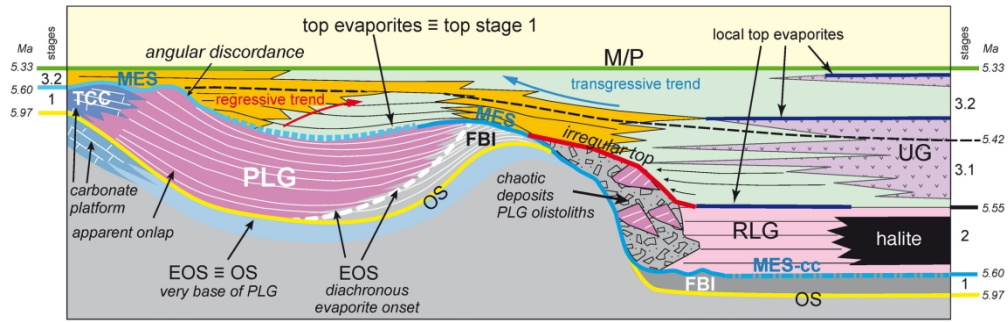 top evaporites ≡ top stage 1
local top evaporites
angular discordance
M/P
Ma
stages
5.33
3.2
5.60
1
5.97
MES
TCC
regressive trend
transgressive trend
MES
FBI
irregular top
PLG
OS
carbonate
platform
apparent onlap
EOS ≡ OS
very base of PLG
EOS
diachronous
evaporite onset
chaotic
deposits
PLG olistoliths
UG
RLG
halite
MES-cc
FBI
OS
stages
Ma
5.33
3.2
5.42
3.1
5.55
2
5.60
1
5.97